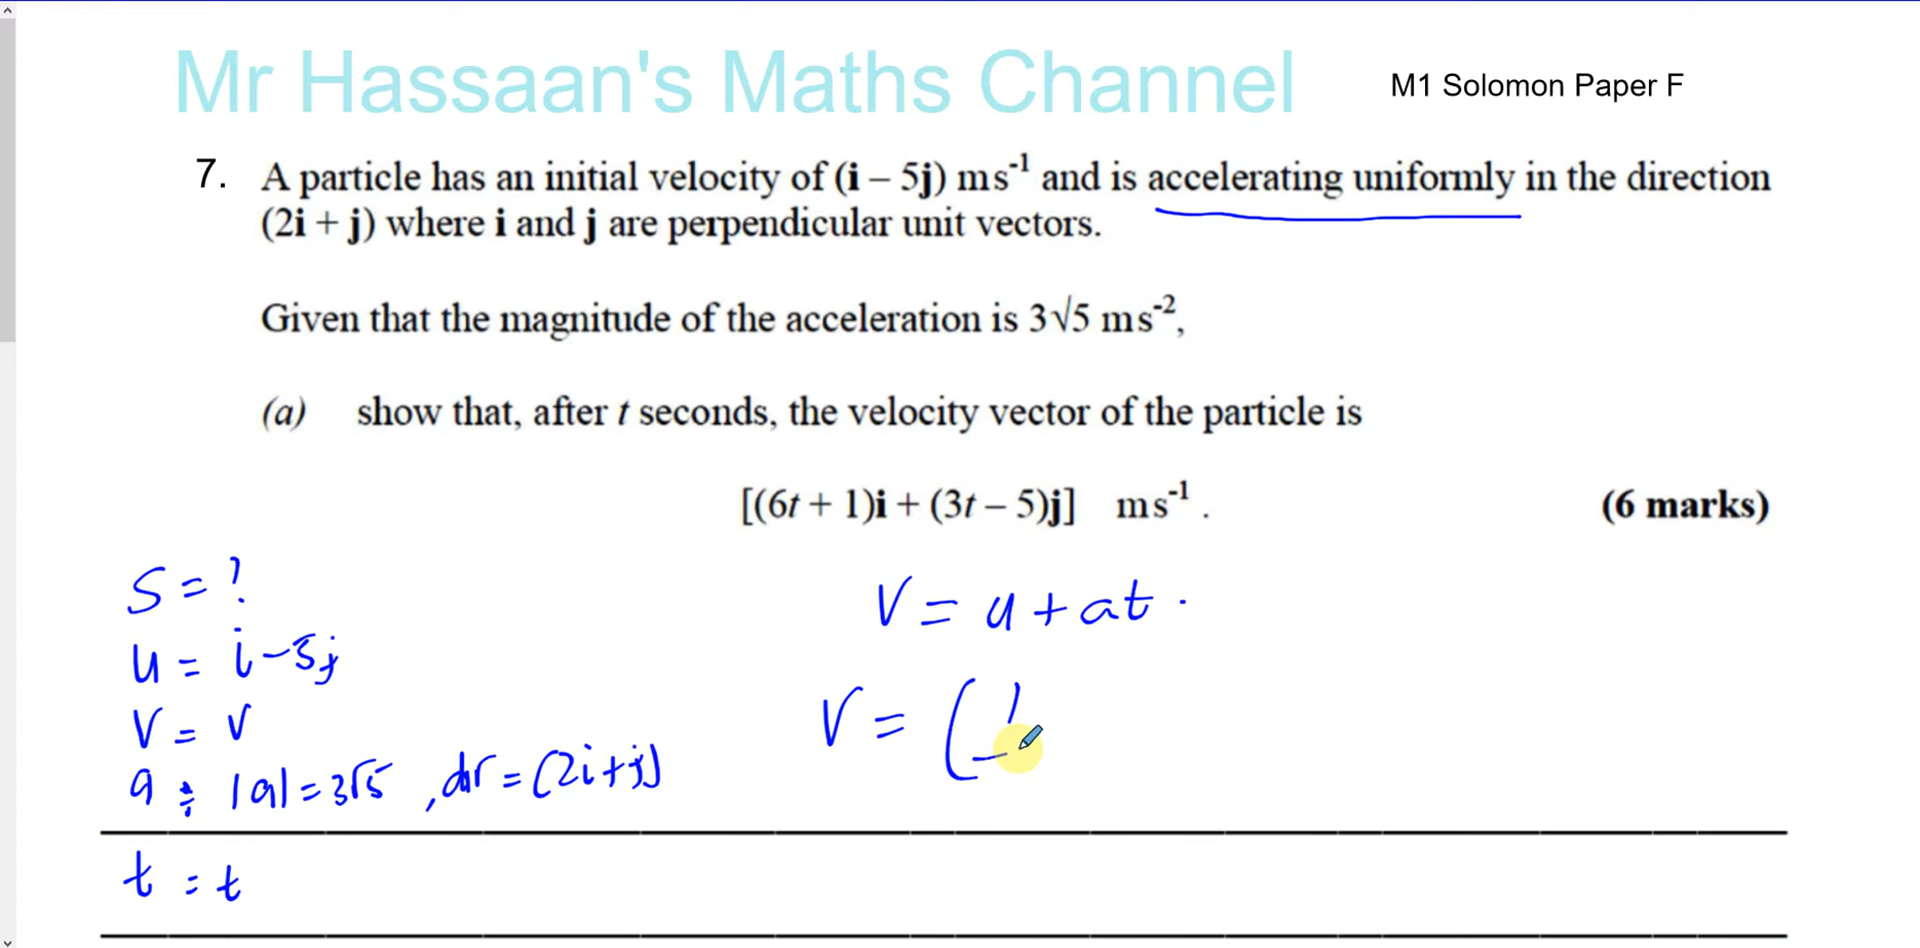 Mr Hassaan's Maths Channel
M1 Solomon Paper F
7. A particle has an initial velocity of (i – 5j) ms⁻¹ and is accelerating uniformly in the direction
(2i + j) where i and j are perpendicular unit vectors.
Given that the magnitude of the acceleration is 3√5 ms⁻²,
(a) show that, after t seconds, the velocity vector of the particle is
[(6t + 1)i + (3t – 5)j] ms⁻¹ .
(6 marks)
S = ?
u = i – 5j
V = v
a : |a| = 3√5 , dir = (2i + j)
t = t
V = u + at .
V = ( 1
–